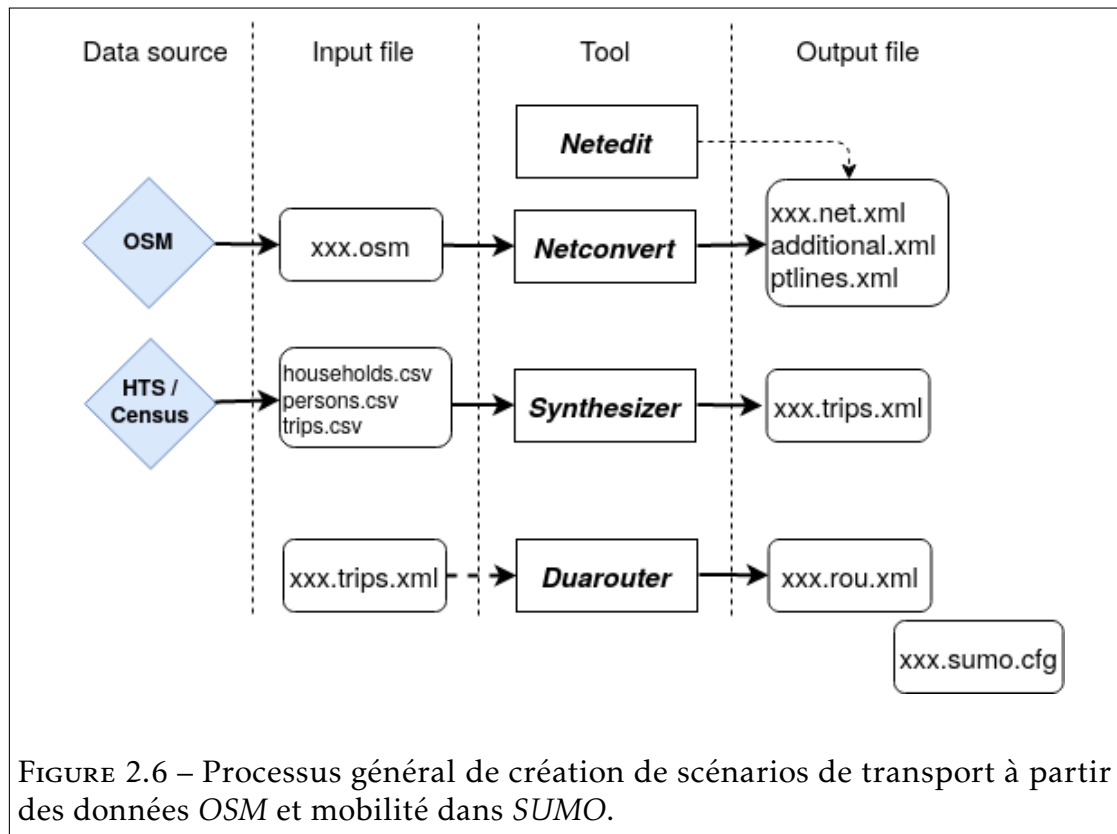 Data source
Input file
Tool
Output file
Netedit
OSM
xxx.osm
Netconvert
xxx.net.xml
additional.xml
ptlines.xml
HTS /
Census
households.csv
persons.csv
trips.csv
Synthesizer
xxx.trips.xml
xxx.trips.xml
Duarouter
xxx.rou.xml
xxx.sumo.cfg
FIGURE 2.6 – Processus général de création de scénarios de transport à partir
des données OSM et mobilité dans SUMO.